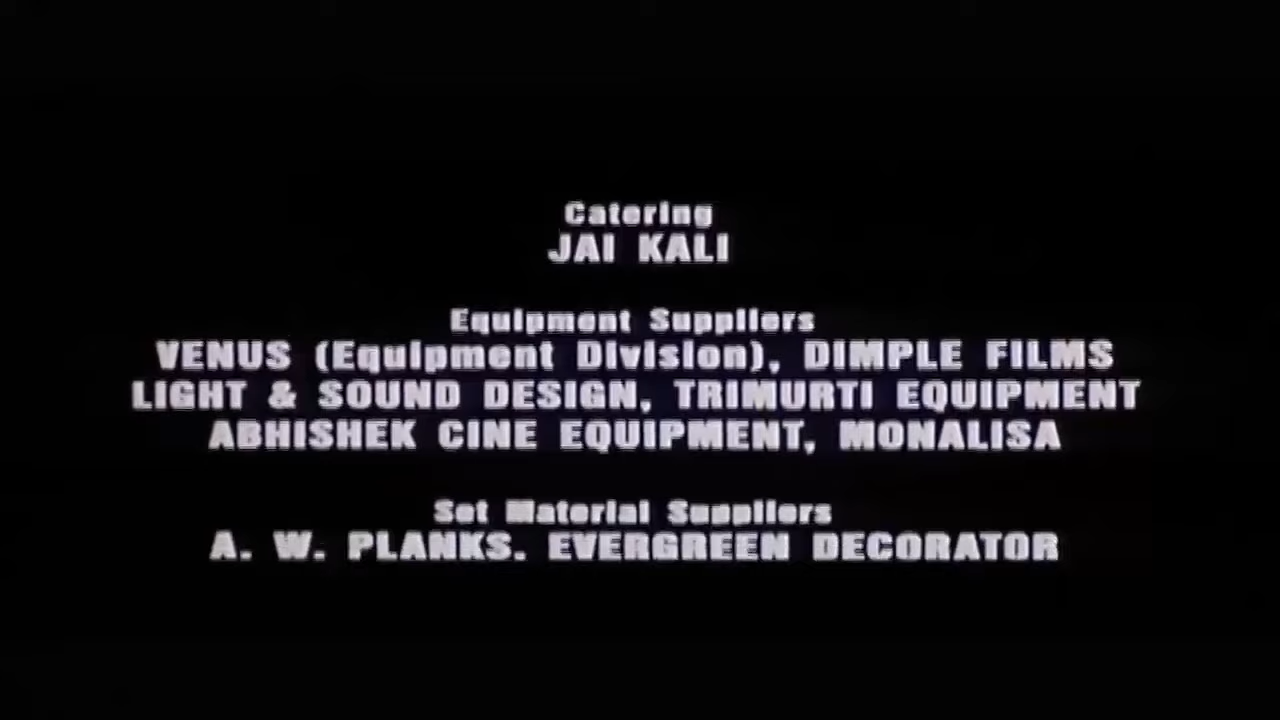 Catering
JAI KALI
Equipment Suppliers
VENUS (Equipment Division), DIMPLE FILMS
LIGHT & SOUND DESIGN, TRIMURTI EQUIPMENT
ABHISHEK CINE EQUIPMENT, MONALISA
Set Material Suppliers
A. W. PLANKS. EVERGREEN DECORATOR